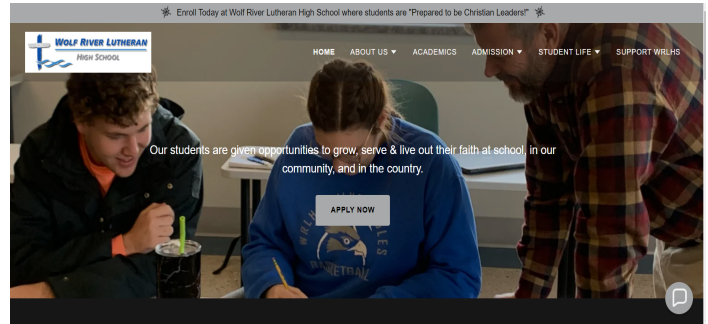 Enroll Today at Wolf River Lutheran High School where students are "Prepared to be Christian Leaders!"
WOLF RIVER LUTHERAN
HIGH SCHOOL
HOME ABOUT US ACADEMICS ADMISSION STUDENT LIFE SUPPORT WRLHS
Our students are given opportunities to grow, serve & live out their faith at school, in our
community, and in the country.
APPLY NOW
BASKETBALL